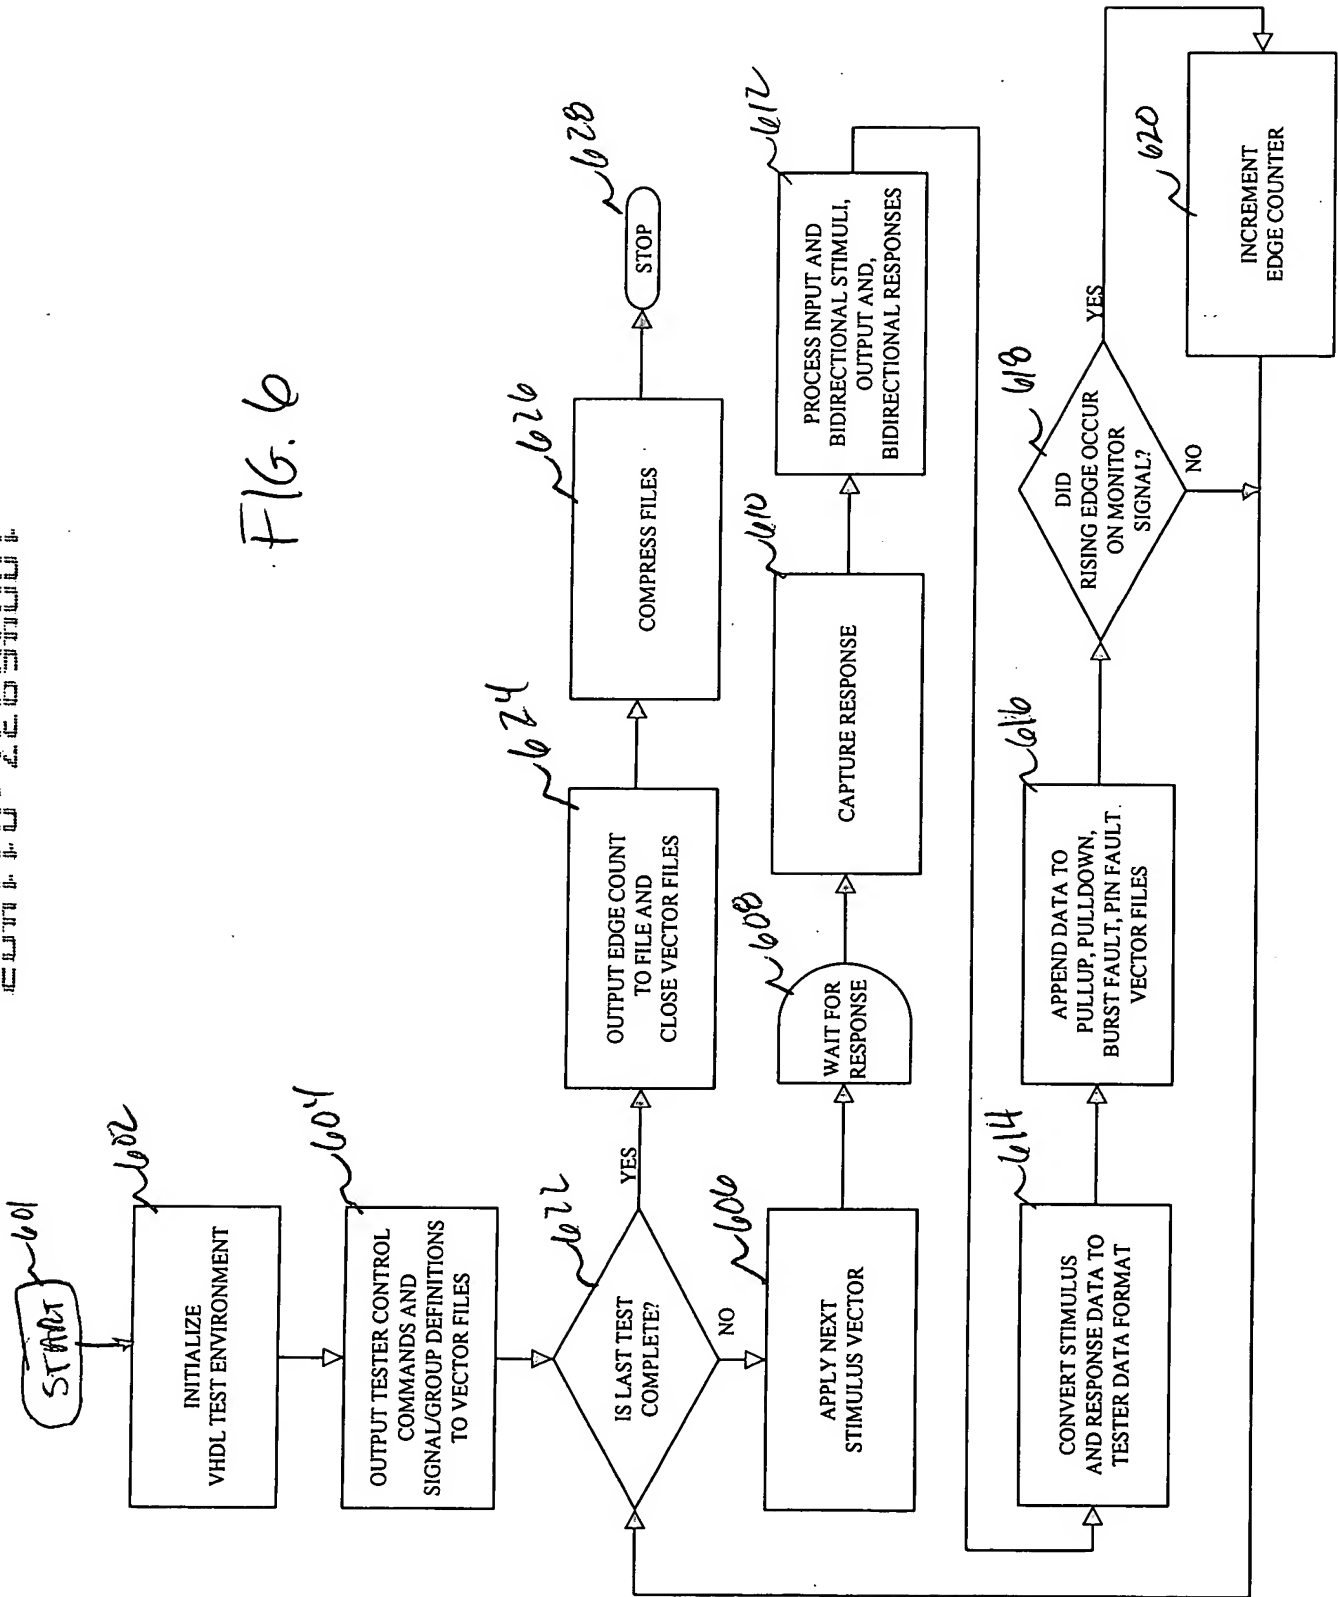 FIG. 6
START
601
INITIALIZE
VHDL TEST ENVIRONMENT
602
OUTPUT TESTER CONTROL
COMMANDS AND
SIGNAL/GROUP DEFINITIONS
TO VECTOR FILES
604
IS LAST TEST
COMPLETE?
622
YES
NO
OUTPUT EDGE COUNT
TO FILE AND
CLOSE VECTOR FILES
624
COMPRESS FILES
626
STOP
628
APPLY NEXT
STIMULUS VECTOR
606
WAIT FOR
RESPONSE
608
CAPTURE RESPONSE
610
PROCESS INPUT AND
BIDIRECTIONAL STIMULI,
OUTPUT AND,
BIDIRECTIONAL RESPONSES
612
CONVERT STIMULUS
AND RESPONSE DATA TO
TESTER DATA FORMAT
614
APPEND DATA TO
PULLUP, PULLDOWN,
BURST FAULT, PIN FAULT
VECTOR FILES
616
DID
RISING EDGE OCCUR
ON MONITOR
SIGNAL?
618
YES
NO
INCREMENT
EDGE COUNTER
620